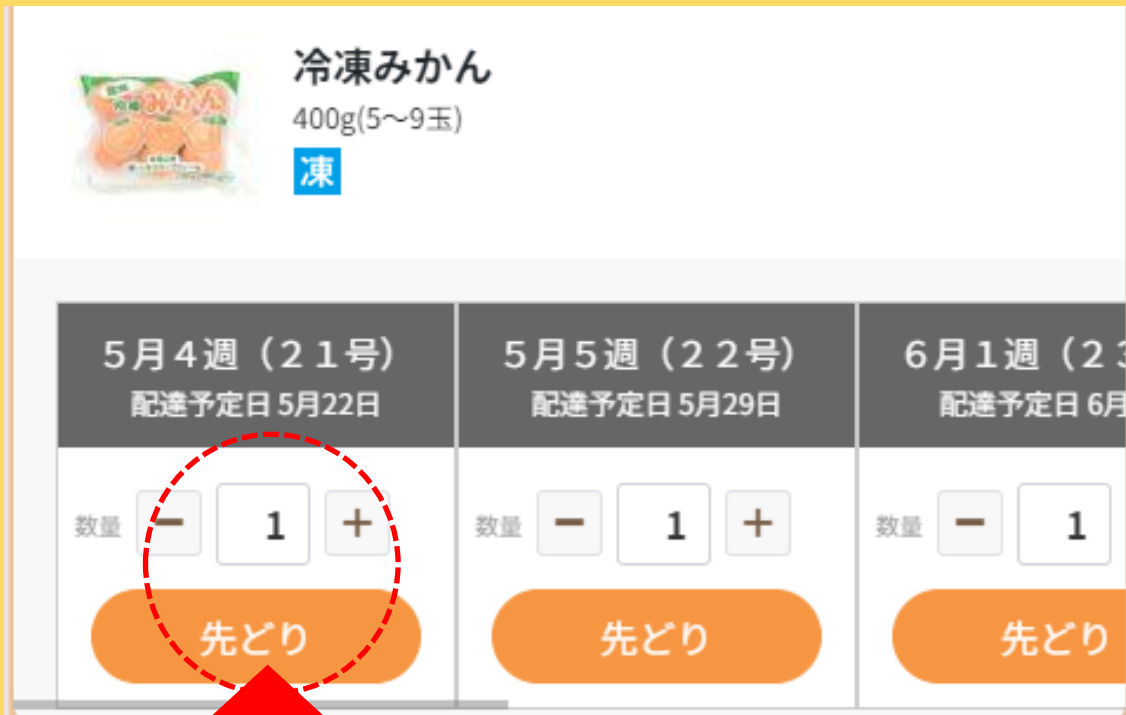 冷凍みかん
400g(5～9玉)
凍
みかん
５月４週（２１号）
配達予定日 5月22日
５月５週（２２号）
配達予定日 5月29日
６月１週（２
配達予定日 6月
数量 － 1 ＋
数量 － 1 ＋
数量 － 1
先どり
先どり
先どり